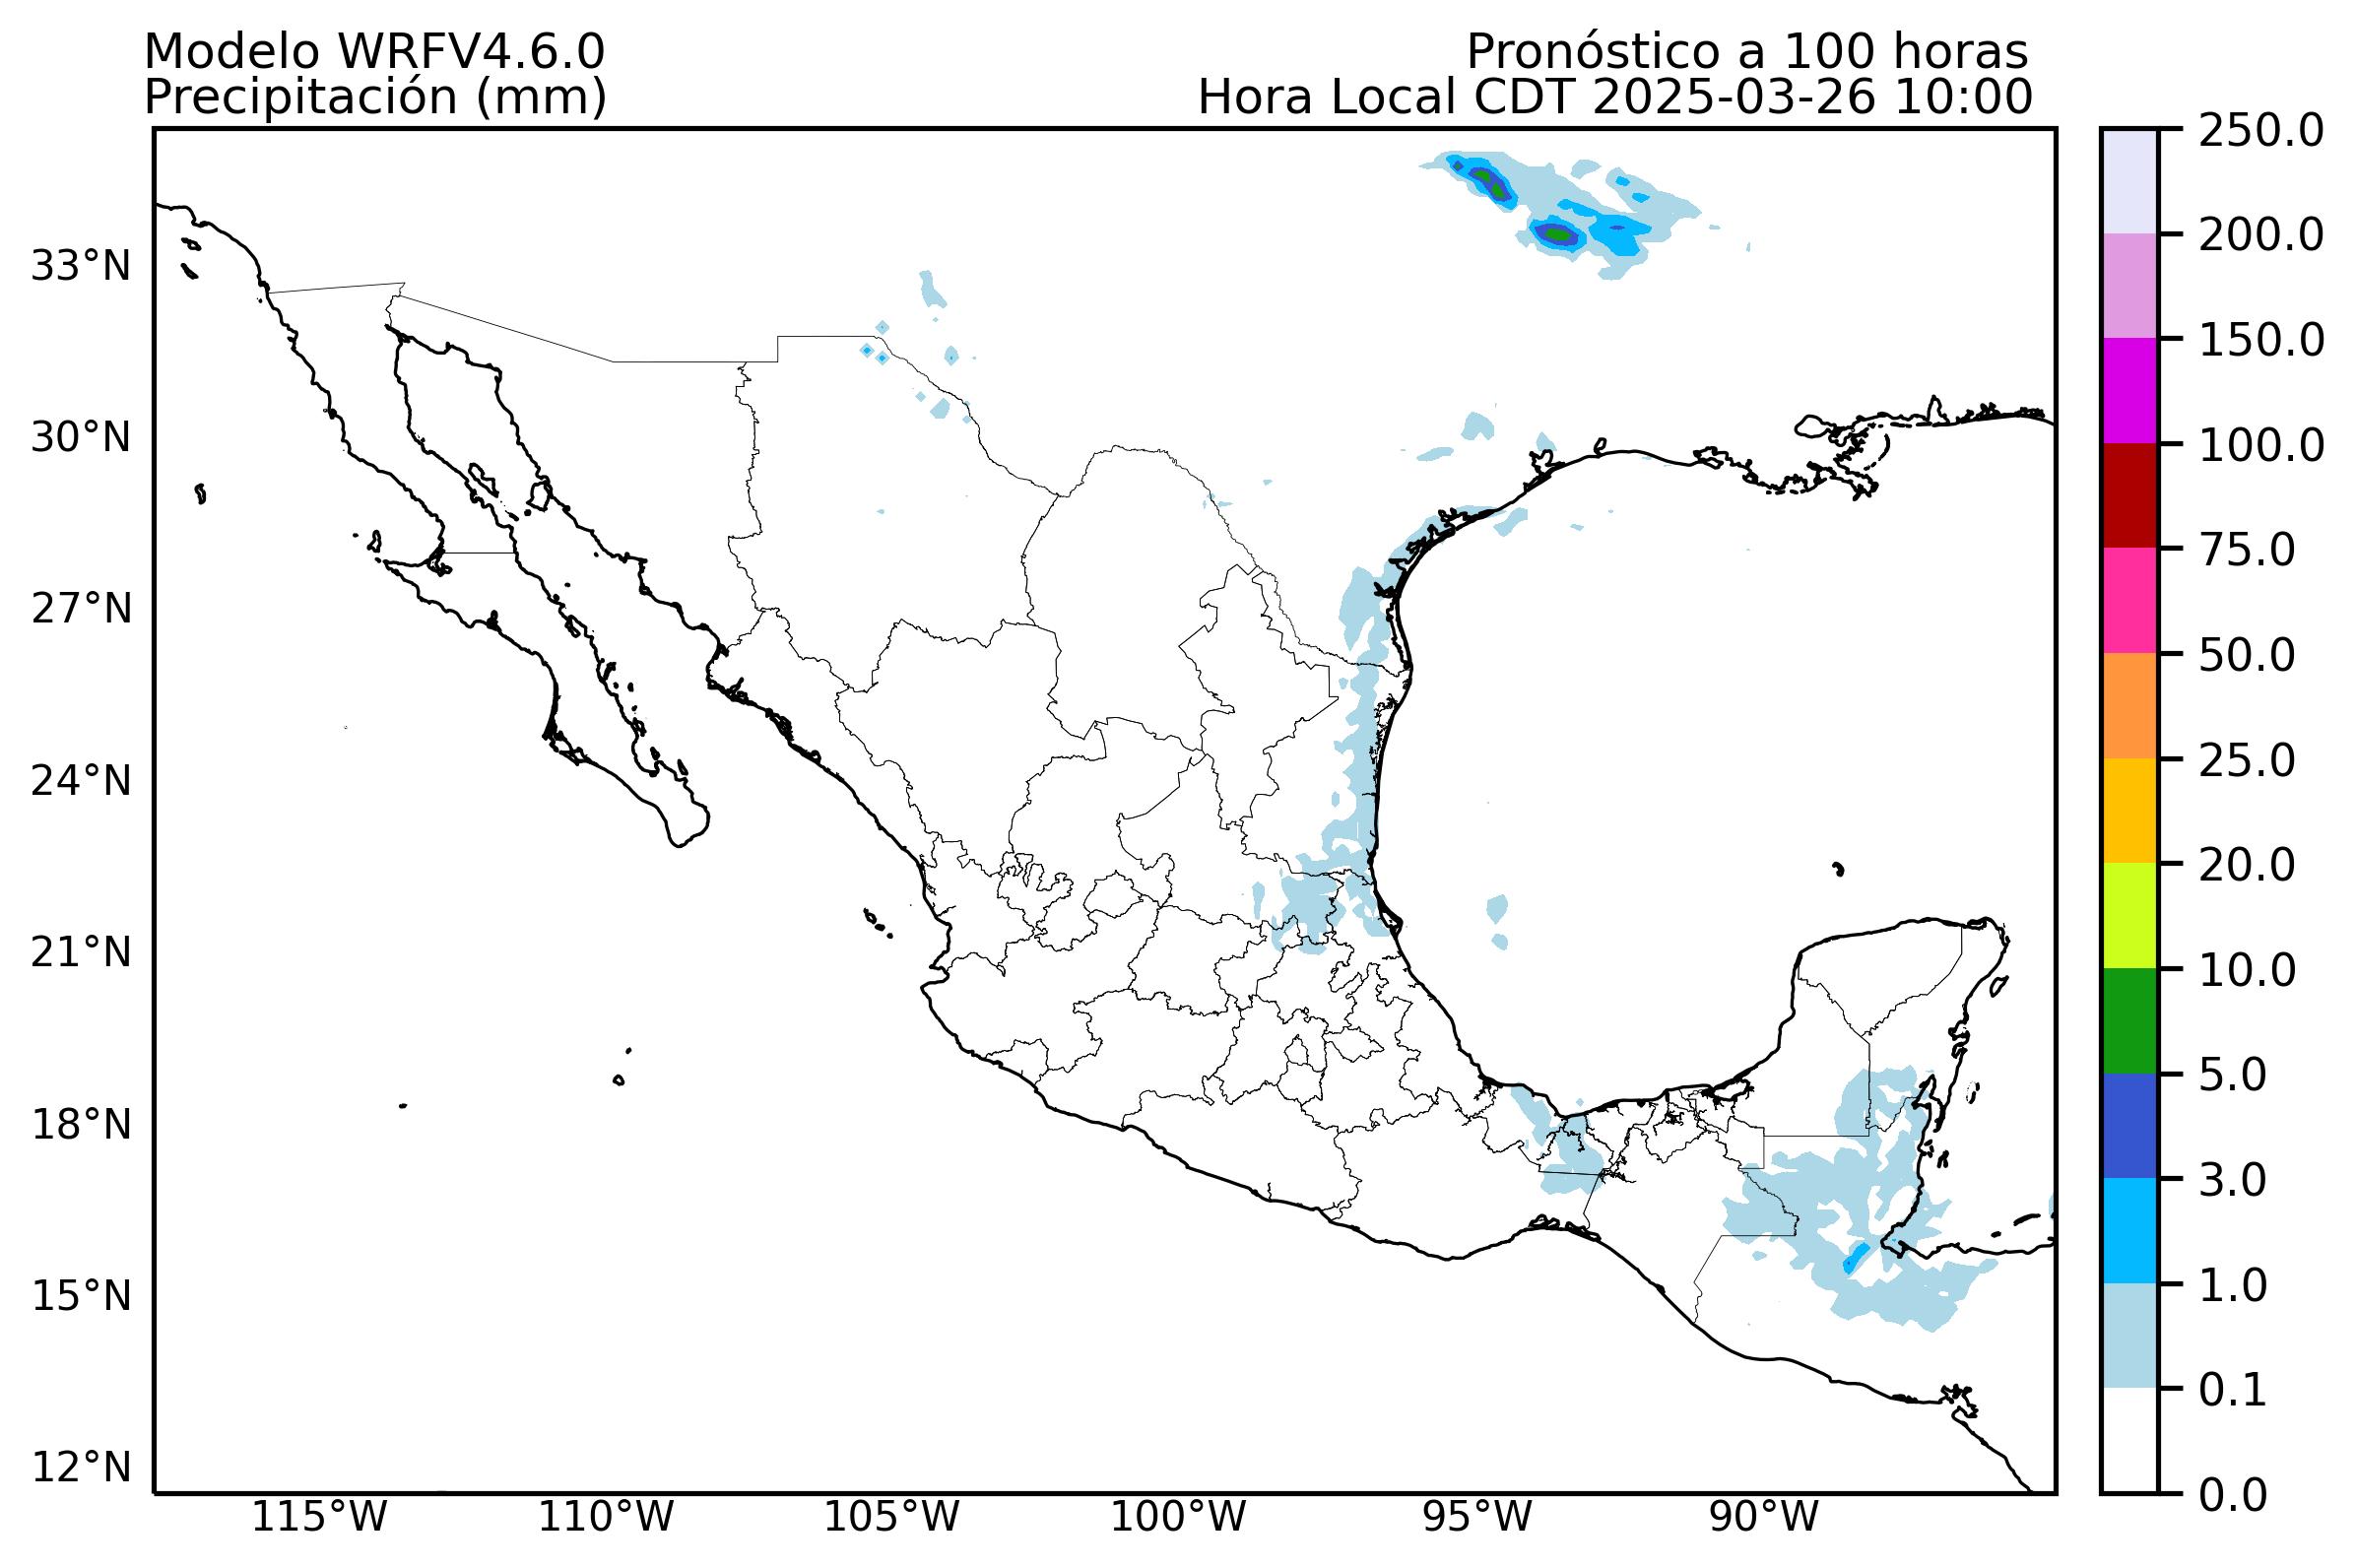 Modelo WRFV4.6.0
Pronóstico a 100 horas
Precipitación (mm)
Hora Local CDT 2025-03-26 10:00
33°N
30°N
27°N
24°N
21°N
18°N
15°N
12°N
115°W
110°W
105°W
100°W
95°W
90°W
250.0
200.0
150.0
100.0
75.0
50.0
25.0
20.0
10.0
5.0
3.0
1.0
0.1
0.0